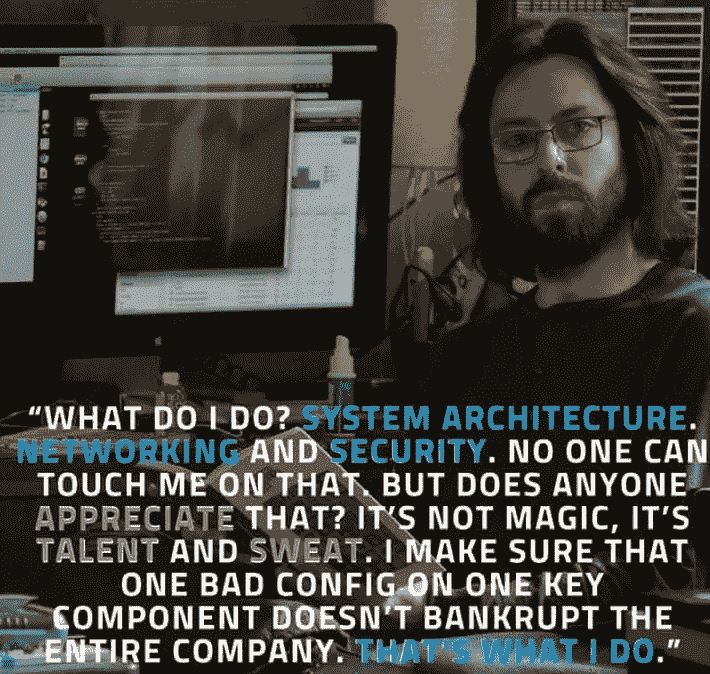 “WHAT DO I DO? SYSTEM ARCHITECTURE.
NETWORKING AND SECURITY. NO ONE CAN
TOUCH ME ON THAT. BUT DOES ANYONE
APPRECIATE THAT? IT’S NOT MAGIC, IT’S
TALENT AND SWEAT. I MAKE SURE THAT
ONE BAD CONFIG ON ONE KEY
COMPONENT DOESN’T BANKRUPT THE
ENTIRE COMPANY. THAT’S WHAT I DO.”